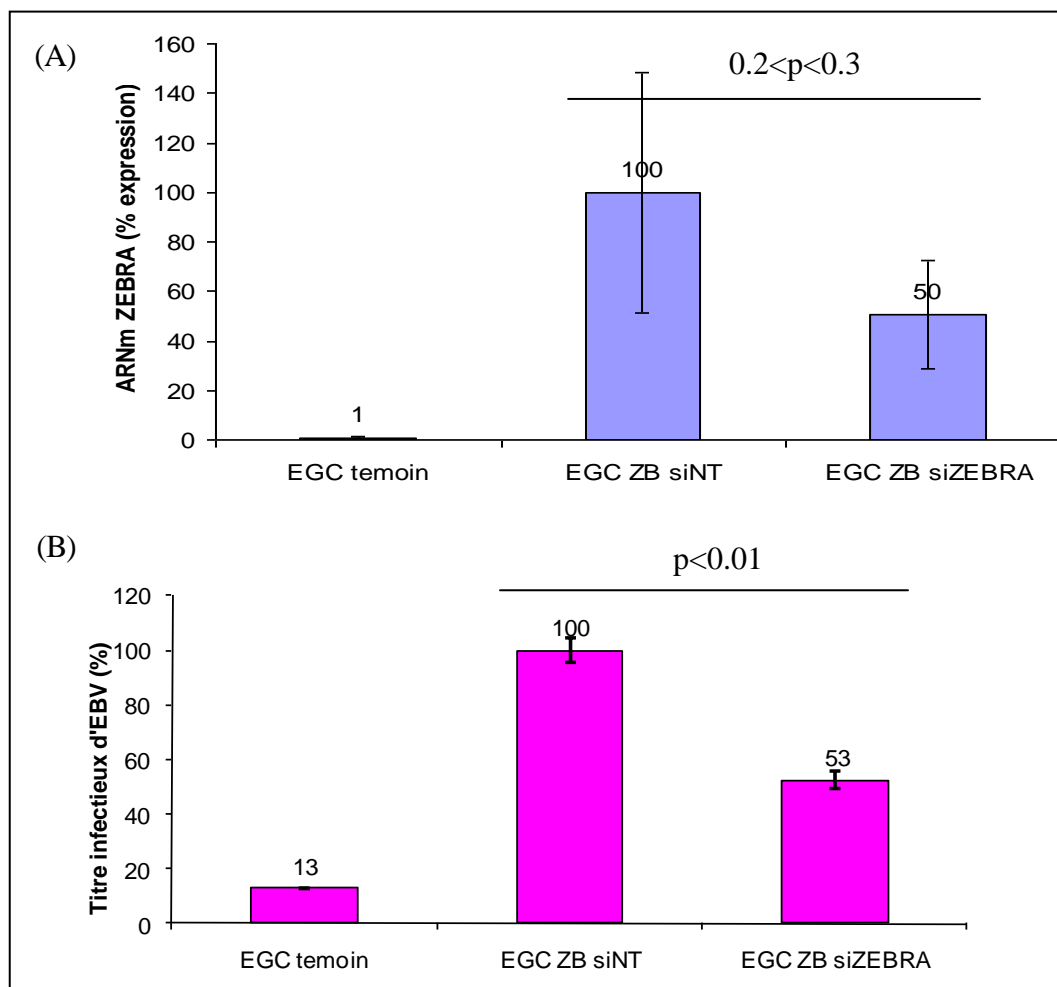 (A)
0.2<p<0.3
ARNm ZEBRA (% expression)
160
140
120
100
80
60
40
20
0
1
100
50
EGC temoin
EGC ZB siNT
EGC ZB siZEBRA
(B)
p<0.01
Titre infectieux d'EBV (%)
120
100
80
60
40
20
0
13
100
53
EGC temoin
EGC ZB siNT
EGC ZB siZEBRA